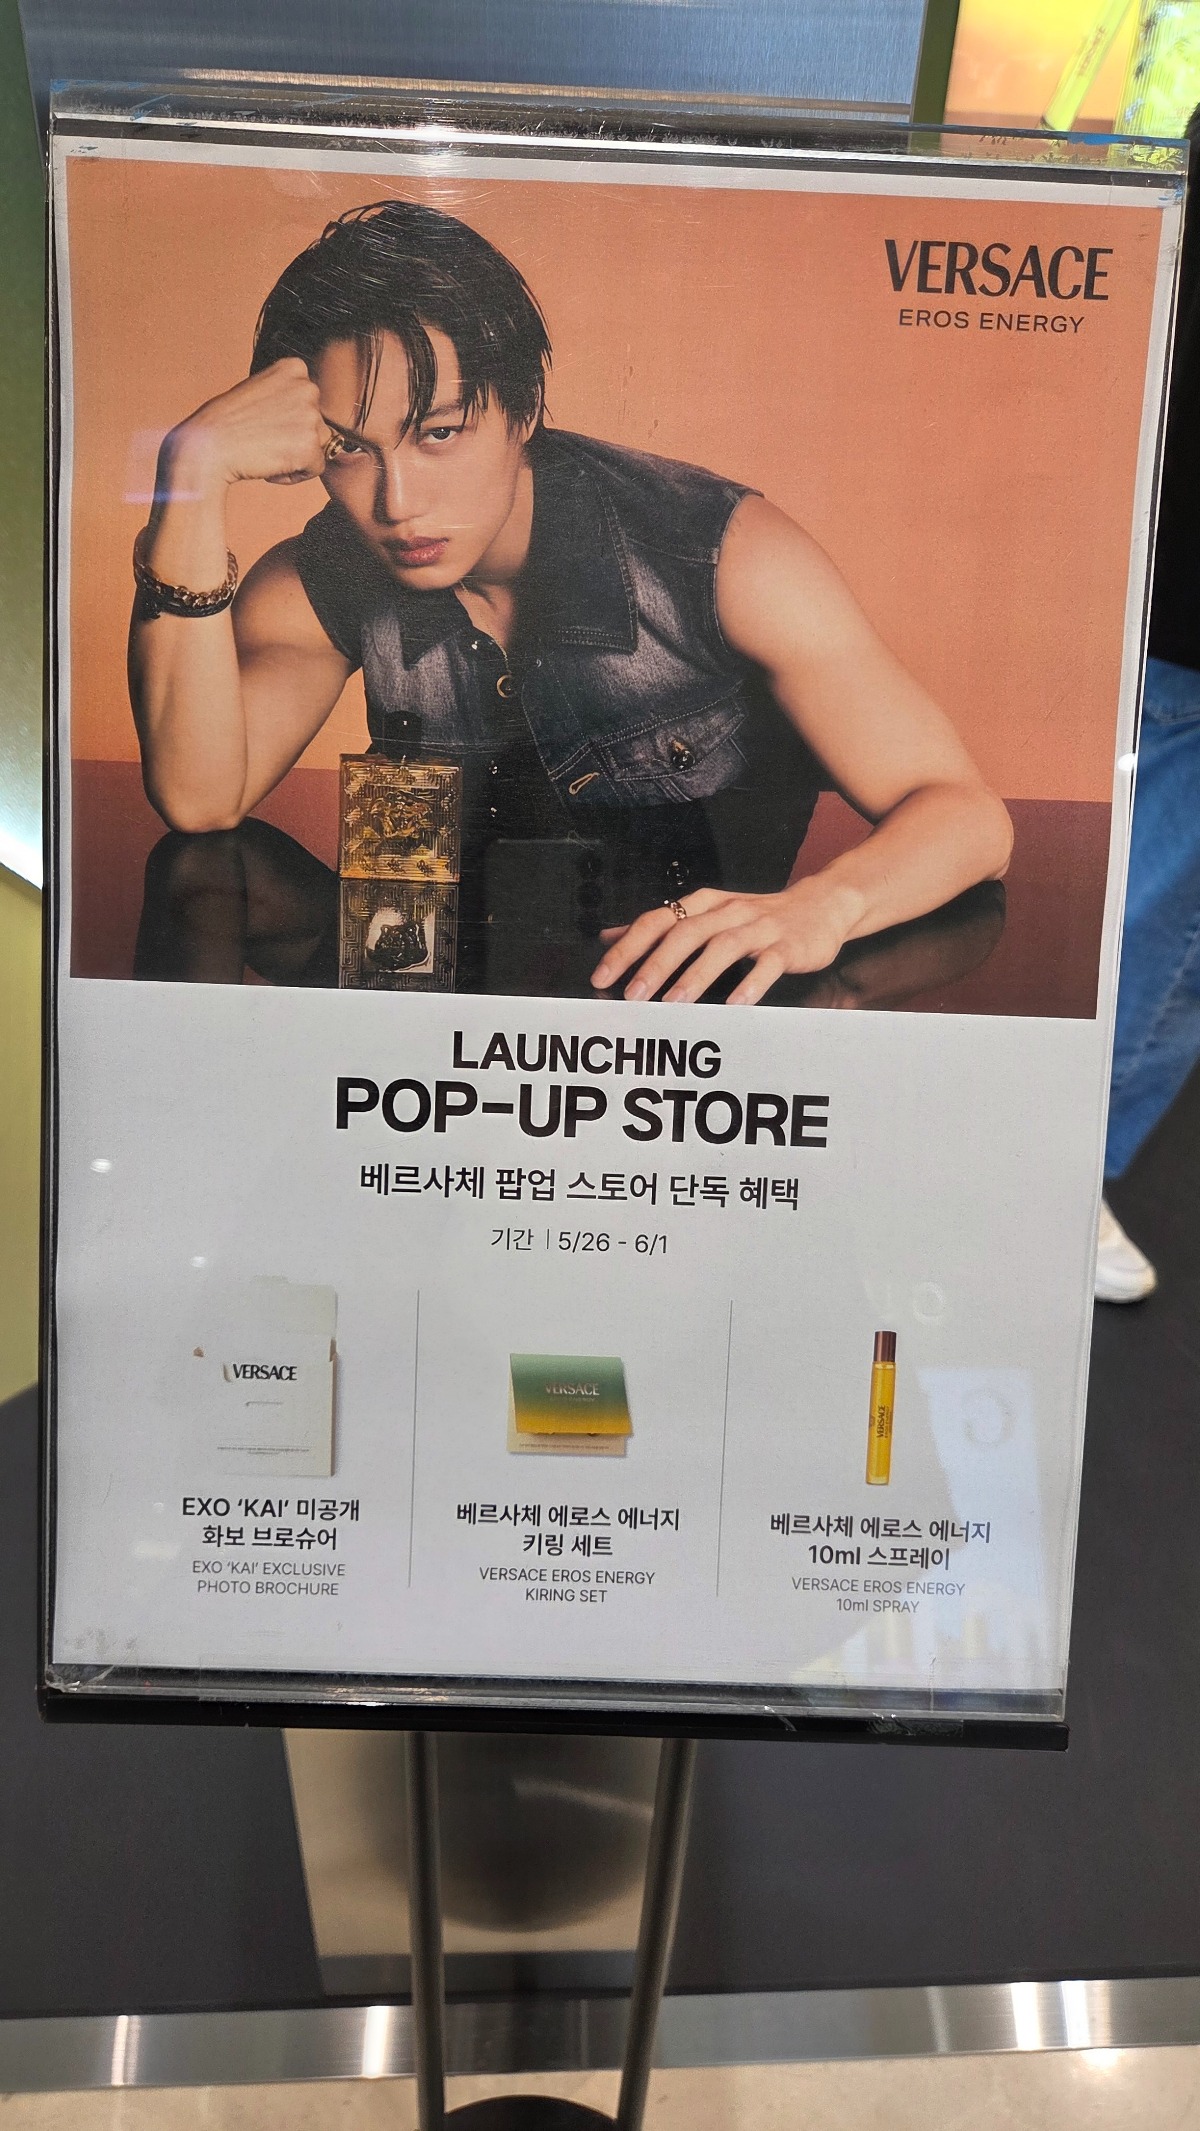 VERSACE
EROS ENERGY
LAUNCHING
POP-UP STORE
베르사체 팝업 스토어 단독 혜택
기간 | 5/26 - 6/1
VERSACE
VERSACE
VERSACE
EXO ‘KAI’ 미공개
화보 브로슈어
EXO ‘KAI’ EXCLUSIVE
PHOTO BROCHURE
베르사체 에로스 에너지
키링 세트
VERSACE EROS ENERGY
KIRING SET
베르사체 에로스 에너지
10ml 스프레이
VERSACE EROS ENERGY
10ml SPRAY